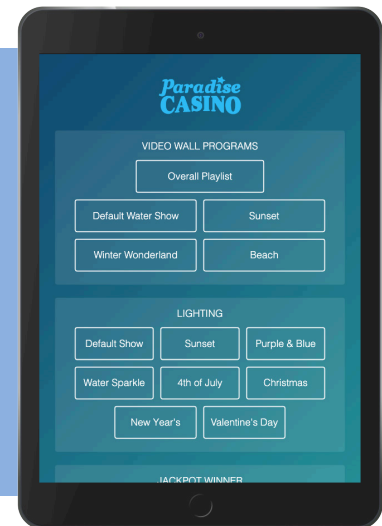 Paradise
CASINO
VIDEO WALL PROGRAMS
Overall Playlist
Default Water Show Sunset
Winter Wonderland Beach
LIGHTING
Default Show Sunset Purple & Blue
Water Sparkle 4th of July Christmas
New Year's Valentine's Day
JACKPOT WINNER